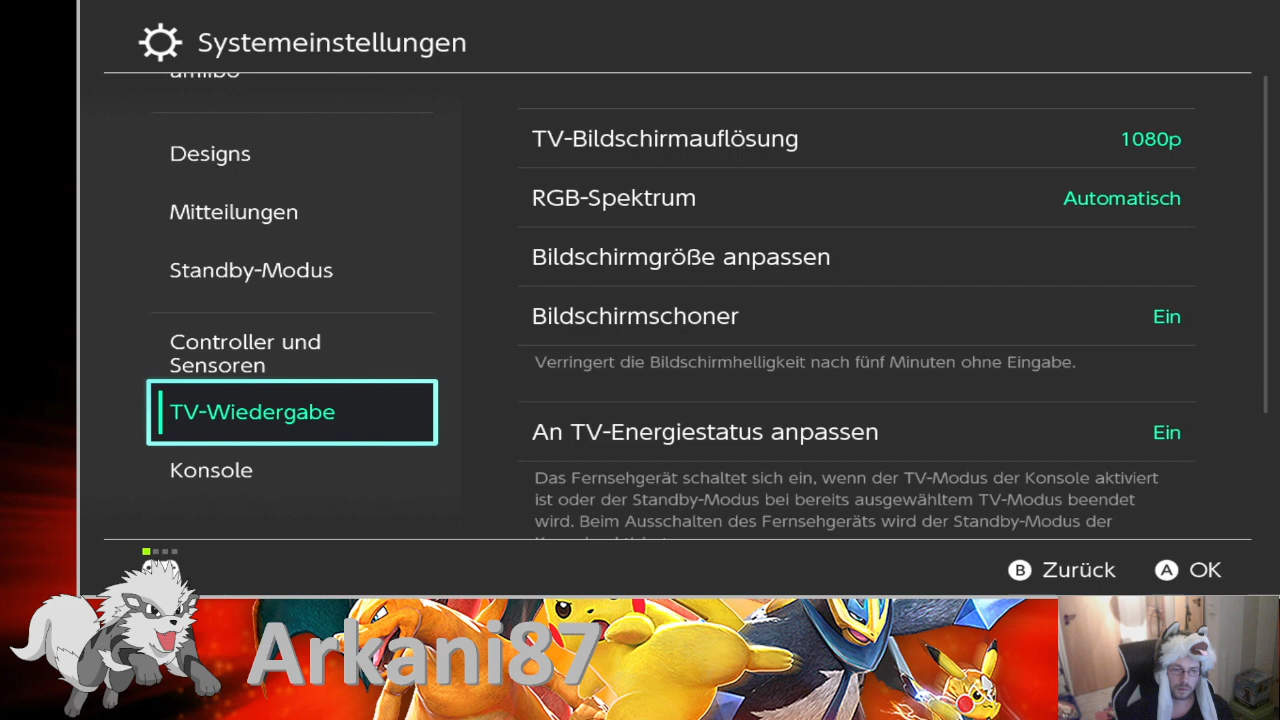 Systemeinstellungen
amiibo
Designs
Mitteilungen
Standby-Modus
Controller und
Sensoren
TV-Wiedergabe
Konsole
TV-Bildschirmauflösung 1080p
RGB-Spektrum Automatisch
Bildschirmgröße anpassen
Bildschirmschoner Ein
Verringert die Bildschirmhelligkeit nach fünf Minuten ohne Eingabe.
An TV-Energiestatus anpassen Ein
Das Fernsehgerät schaltet sich ein, wenn der TV-Modus der Konsole aktiviert
ist oder der Standby-Modus bei bereits ausgewähltem TV-Modus beendet
wird. Beim Ausschalten des Fernsehgeräts wird der Standby-Modus der
B Zurück A OK
Arkani87